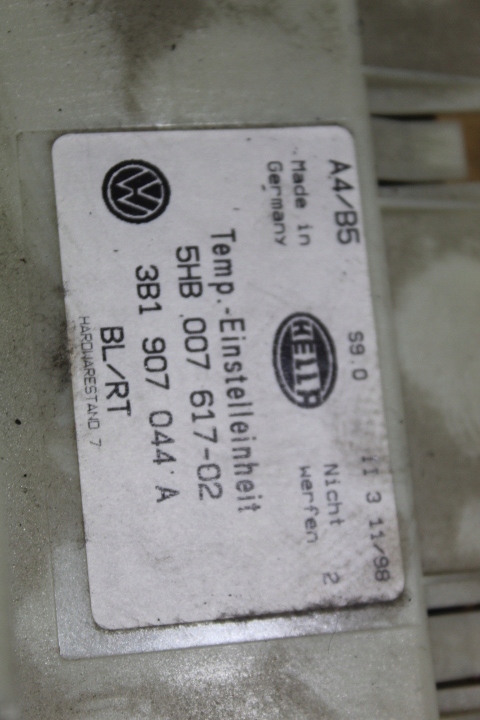 A4/B5 S9.0 11 3 11/98
Made in
Germany
HELLA
Nicht 2
werfen
Temp.-Einstelleinheit
5HB 007 617-02
3B1 907 044 A
BL/RT
HARDWARESTAND 7
VW